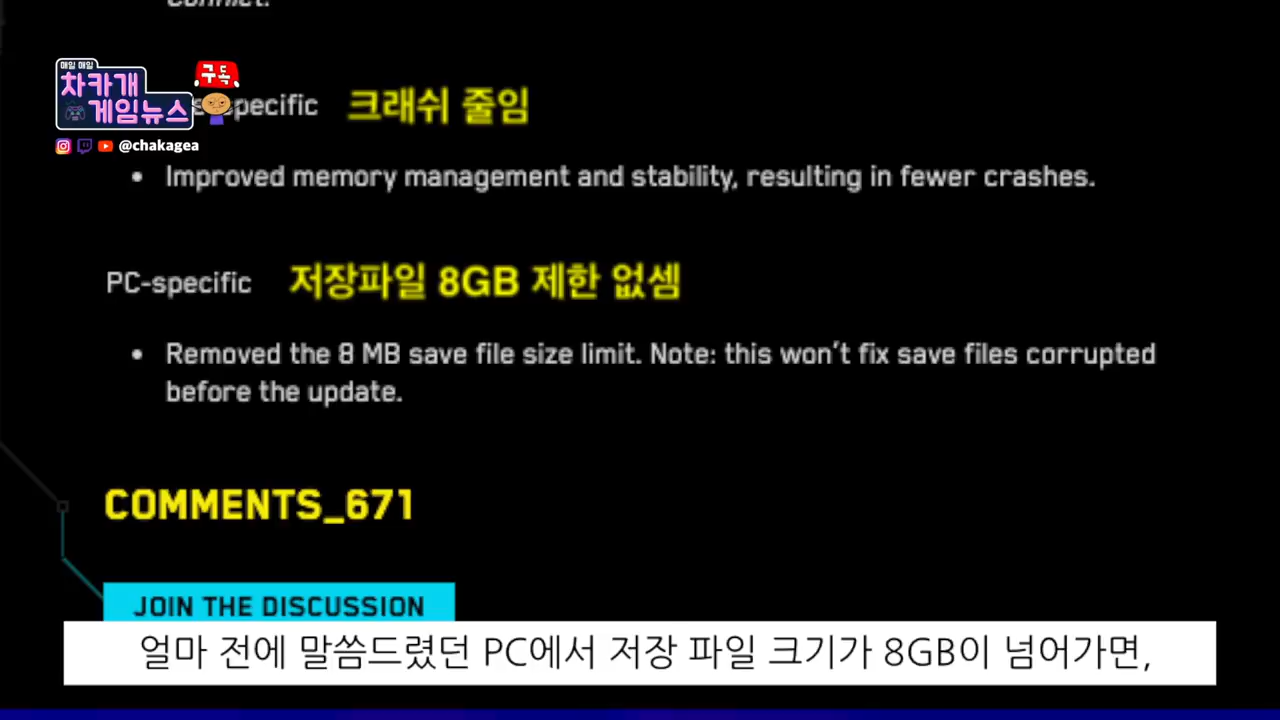 Conflict.
매일 매일
차카개
게임뉴스
구독
specific 크래쉬 줄임
@chakagea
• Improved memory management and stability, resulting in fewer crashes.
PC-specific 저장파일 8GB 제한 없셈
• Removed the 8 MB save file size limit. Note: this won't fix save files corrupted
before the update.
COMMENTS_671
JOIN THE DISCUSSION
얼마 전에 말씀드렸던 PC에서 저장 파일 크기가 8GB이 넘어가면,